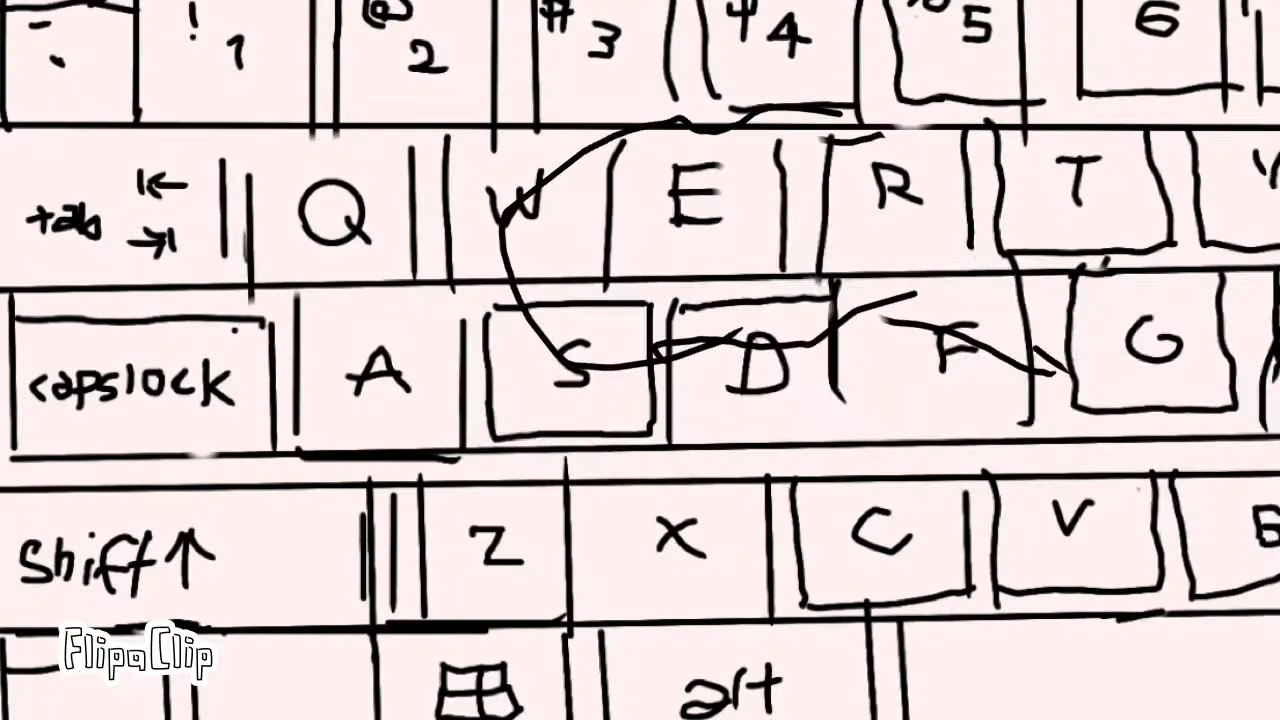 ! 1 @ 2 # 3 4 5 6
tab Q W E R T
capslock A S D F G
shift↑ Z X C V B
alt
FlipaClip